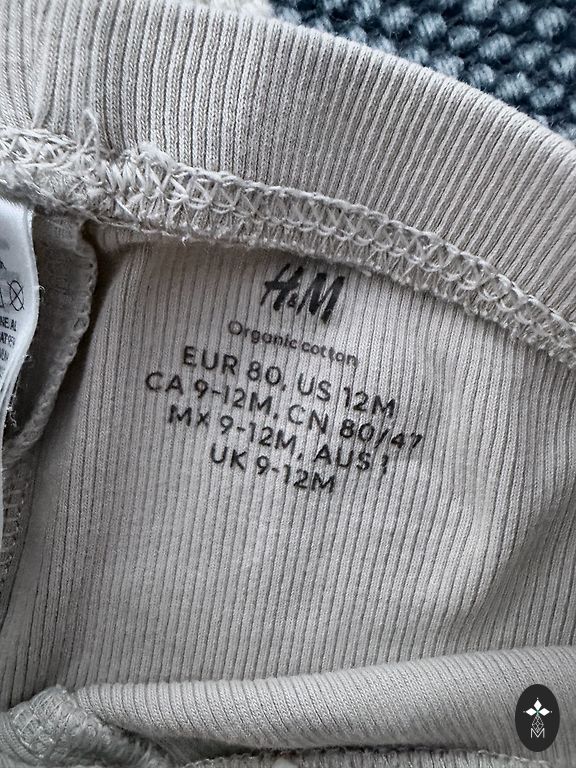 H&M
Organic cotton
EUR 80, US 12M
CA 9-12M, CN 80/47
MX 9-12M, AUS 1
UK 9-12M